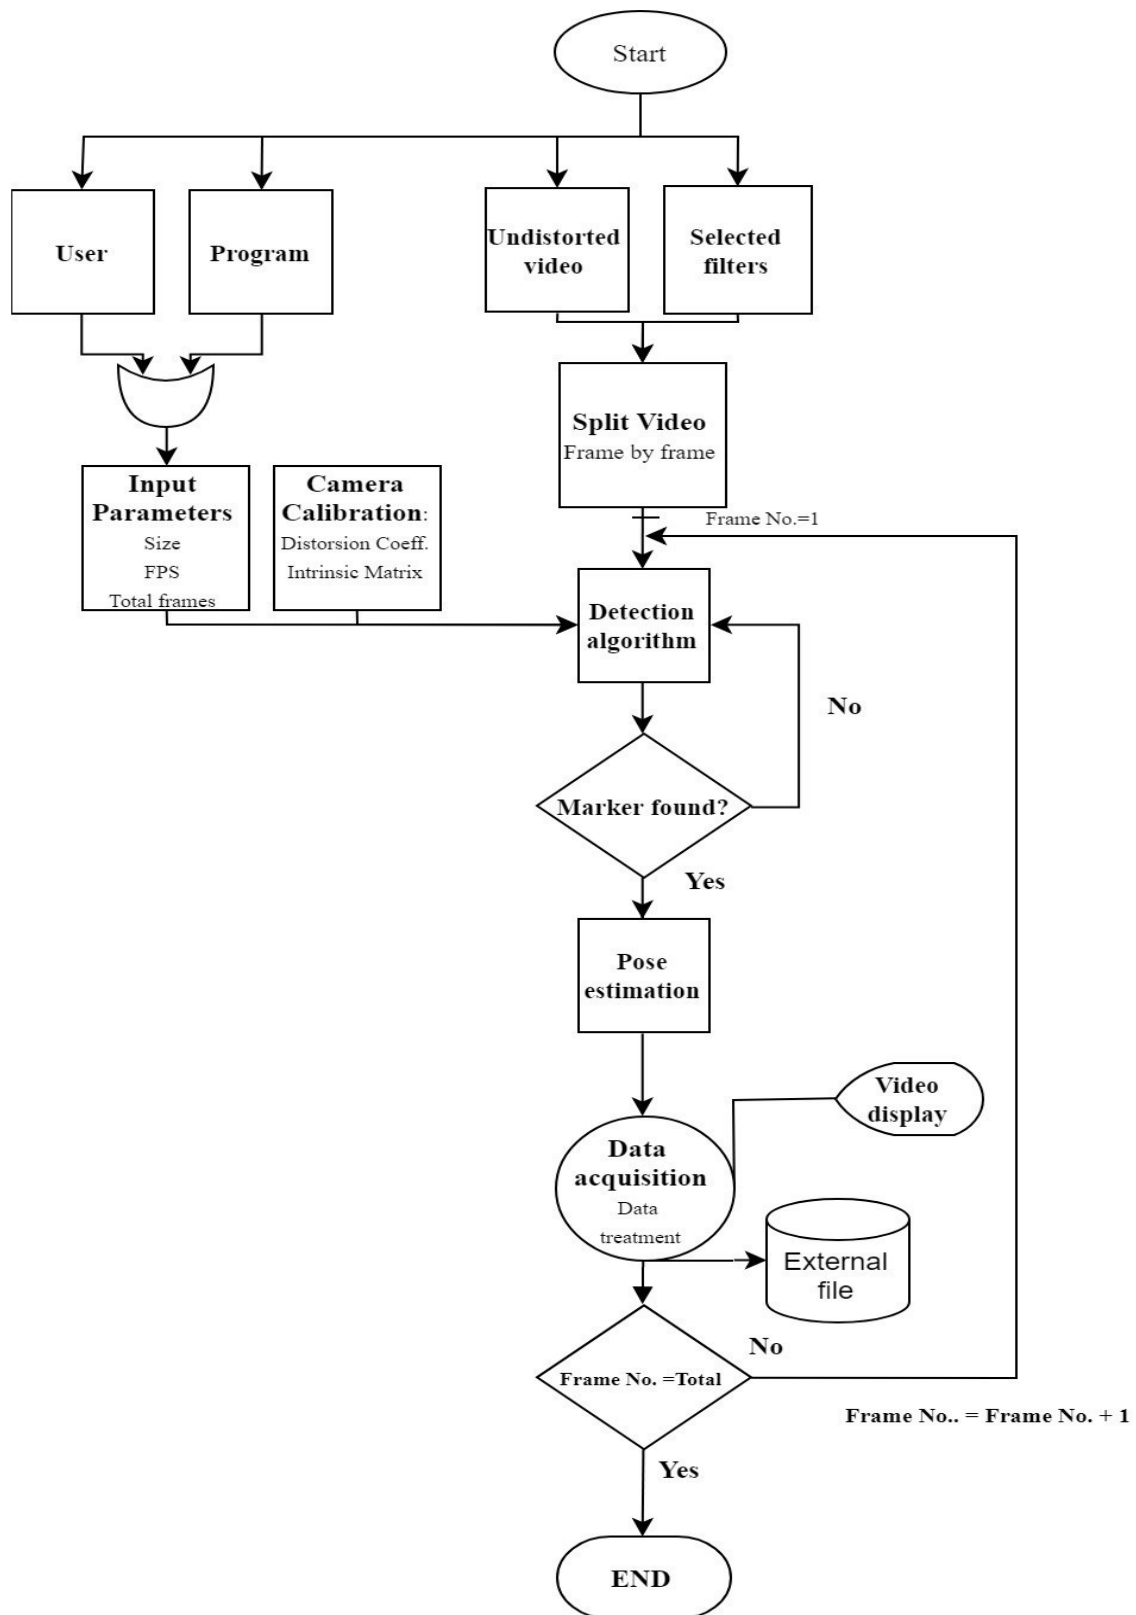 Start
User
Program
Undistorted
video
Selected
filters
Split Video
Frame by frame
Input
Parameters
Size
FPS
Total frames
Camera
Calibration:
Distorsion Coeff.
Intrinsic Matrix
Frame No.=1
Detection
algorithm
No
Marker found?
Yes
Pose
estimation
Video
display
Data
acquisition
Data
treatment
External
file
No
Frame No. =Total
Frame No.. = Frame No. + 1
Yes
END